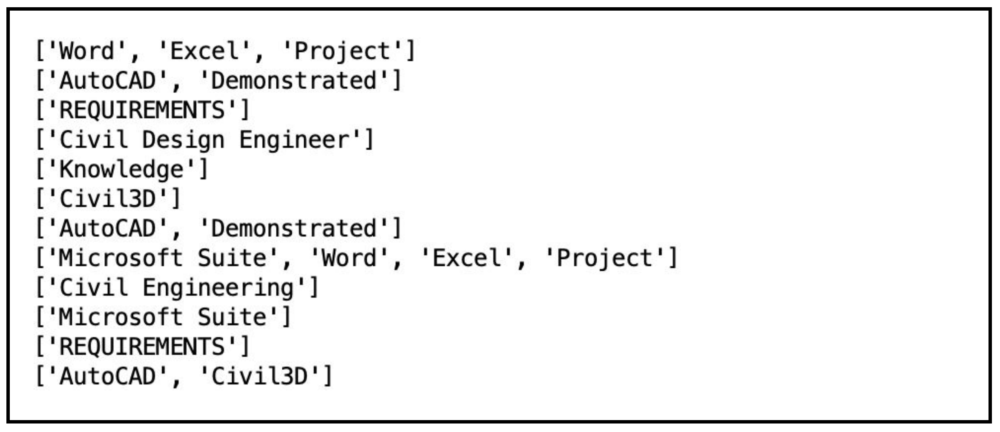 ['Word', 'Excel', 'Project']
['AutoCAD', 'Demonstrated']
['REQUIREMENTS']
['Civil Design Engineer']
['Knowledge']
['Civil3D']
['AutoCAD', 'Demonstrated']
['Microsoft Suite', 'Word', 'Excel', 'Project']
['Civil Engineering']
['Microsoft Suite']
['REQUIREMENTS']
['AutoCAD', 'Civil3D']